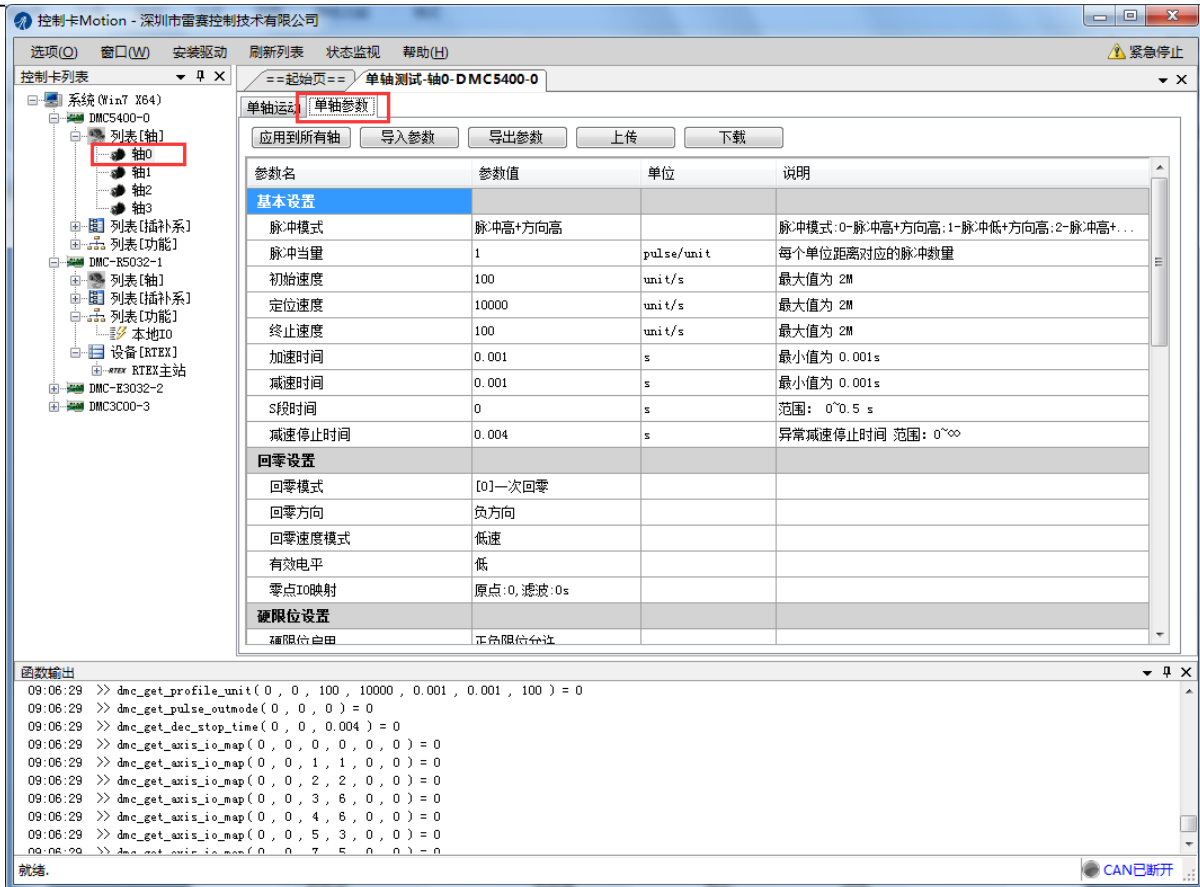 控制卡Motion - 深圳市雷赛控制技术有限公司
选项(O) 窗口(W) 安装驱动 刷新列表 状态监视 帮助(H) 紧急停止
控制卡列表
==起始页== 单轴测试-轴0-DMC5400-0
系统(Win7 X64)
DMC5400-0
列表[轴]
轴0
轴1
轴2
轴3
列表[插补系]
列表[功能]
DMC-R5032-1
列表[轴]
列表[插补系]
列表[功能]
本地IO
设备[RTEX]
RTEX RTEX主站
DMC-E3032-2
DMC3C00-3
单轴运动 单轴参数
应用到所有轴 导入参数 导出参数 上传 下载
参数名 参数值 单位 说明
基本设置
脉冲模式 脉冲高+方向高 脉冲模式:0-脉冲高+方向高;1-脉冲低+方向高;2-脉冲高+...
脉冲当量 1 pulse/unit 每个单位距离对应的脉冲数量
初始速度 100 unit/s 最大值为 2M
定位速度 10000 unit/s 最大值为 2M
终止速度 100 unit/s 最大值为 2M
加速时间 0.001 s 最小值为 0.001s
减速时间 0.001 s 最小值为 0.001s
S段时间 0 s 范围: 0~0.5 s
减速停止时间 0.004 s 异常减速停止时间 范围: 0~∞
回零设置
回零模式 [0]一次回零
回零方向 负方向
回零速度模式 低速
有效电平 低
零点IO映射 原点:0,滤波:0s
硬限位设置
硬限位启用 正负限位允许
函数输出
09:06:29 >> dmc_get_profile_unit( 0 , 0 , 100 , 10000 , 0.001 , 0.001 , 100 ) = 0
09:06:29 >> dmc_get_pulse_outmode( 0 , 0 , 0 ) = 0
09:06:29 >> dmc_get_dec_stop_time( 0 , 0 , 0.004 ) = 0
09:06:29 >> dmc_get_axis_io_map( 0 , 0 , 0 , 0 , 0 , 0 ) = 0
09:06:29 >> dmc_get_axis_io_map( 0 , 0 , 1 , 1 , 0 , 0 ) = 0
09:06:29 >> dmc_get_axis_io_map( 0 , 0 , 2 , 2 , 0 , 0 ) = 0
09:06:29 >> dmc_get_axis_io_map( 0 , 0 , 3 , 6 , 0 , 0 ) = 0
09:06:29 >> dmc_get_axis_io_map( 0 , 0 , 4 , 6 , 0 , 0 ) = 0
09:06:29 >> dmc_get_axis_io_map( 0 , 0 , 5 , 3 , 0 , 0 ) = 0
09:06:29 >> dmc_get_axis_io_map( 0 , 0 , 7 , 5 , 0 , 0 ) = 0
就绪. CAN已断开